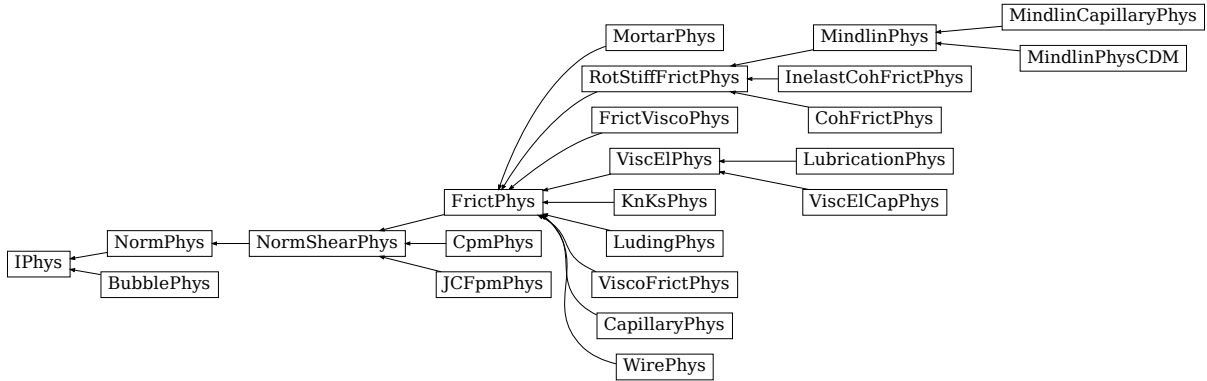 MindlinCapillaryPhys
MortarPhys
MindlinPhys
MindlinPhysCDM
RotStiffFrictPhys
InelastCohFrictPhys
FrictViscoPhys
CohFrictPhys
ViscElPhys
LubricationPhys
FrictPhys
KnKsPhys
ViscElCapPhys
NormPhys
NormShearPhys
CpmPhys
LudingPhys
IPhys
BubblePhys
JCFpmPhys
ViscoFrictPhys
CapillaryPhys
WirePhys